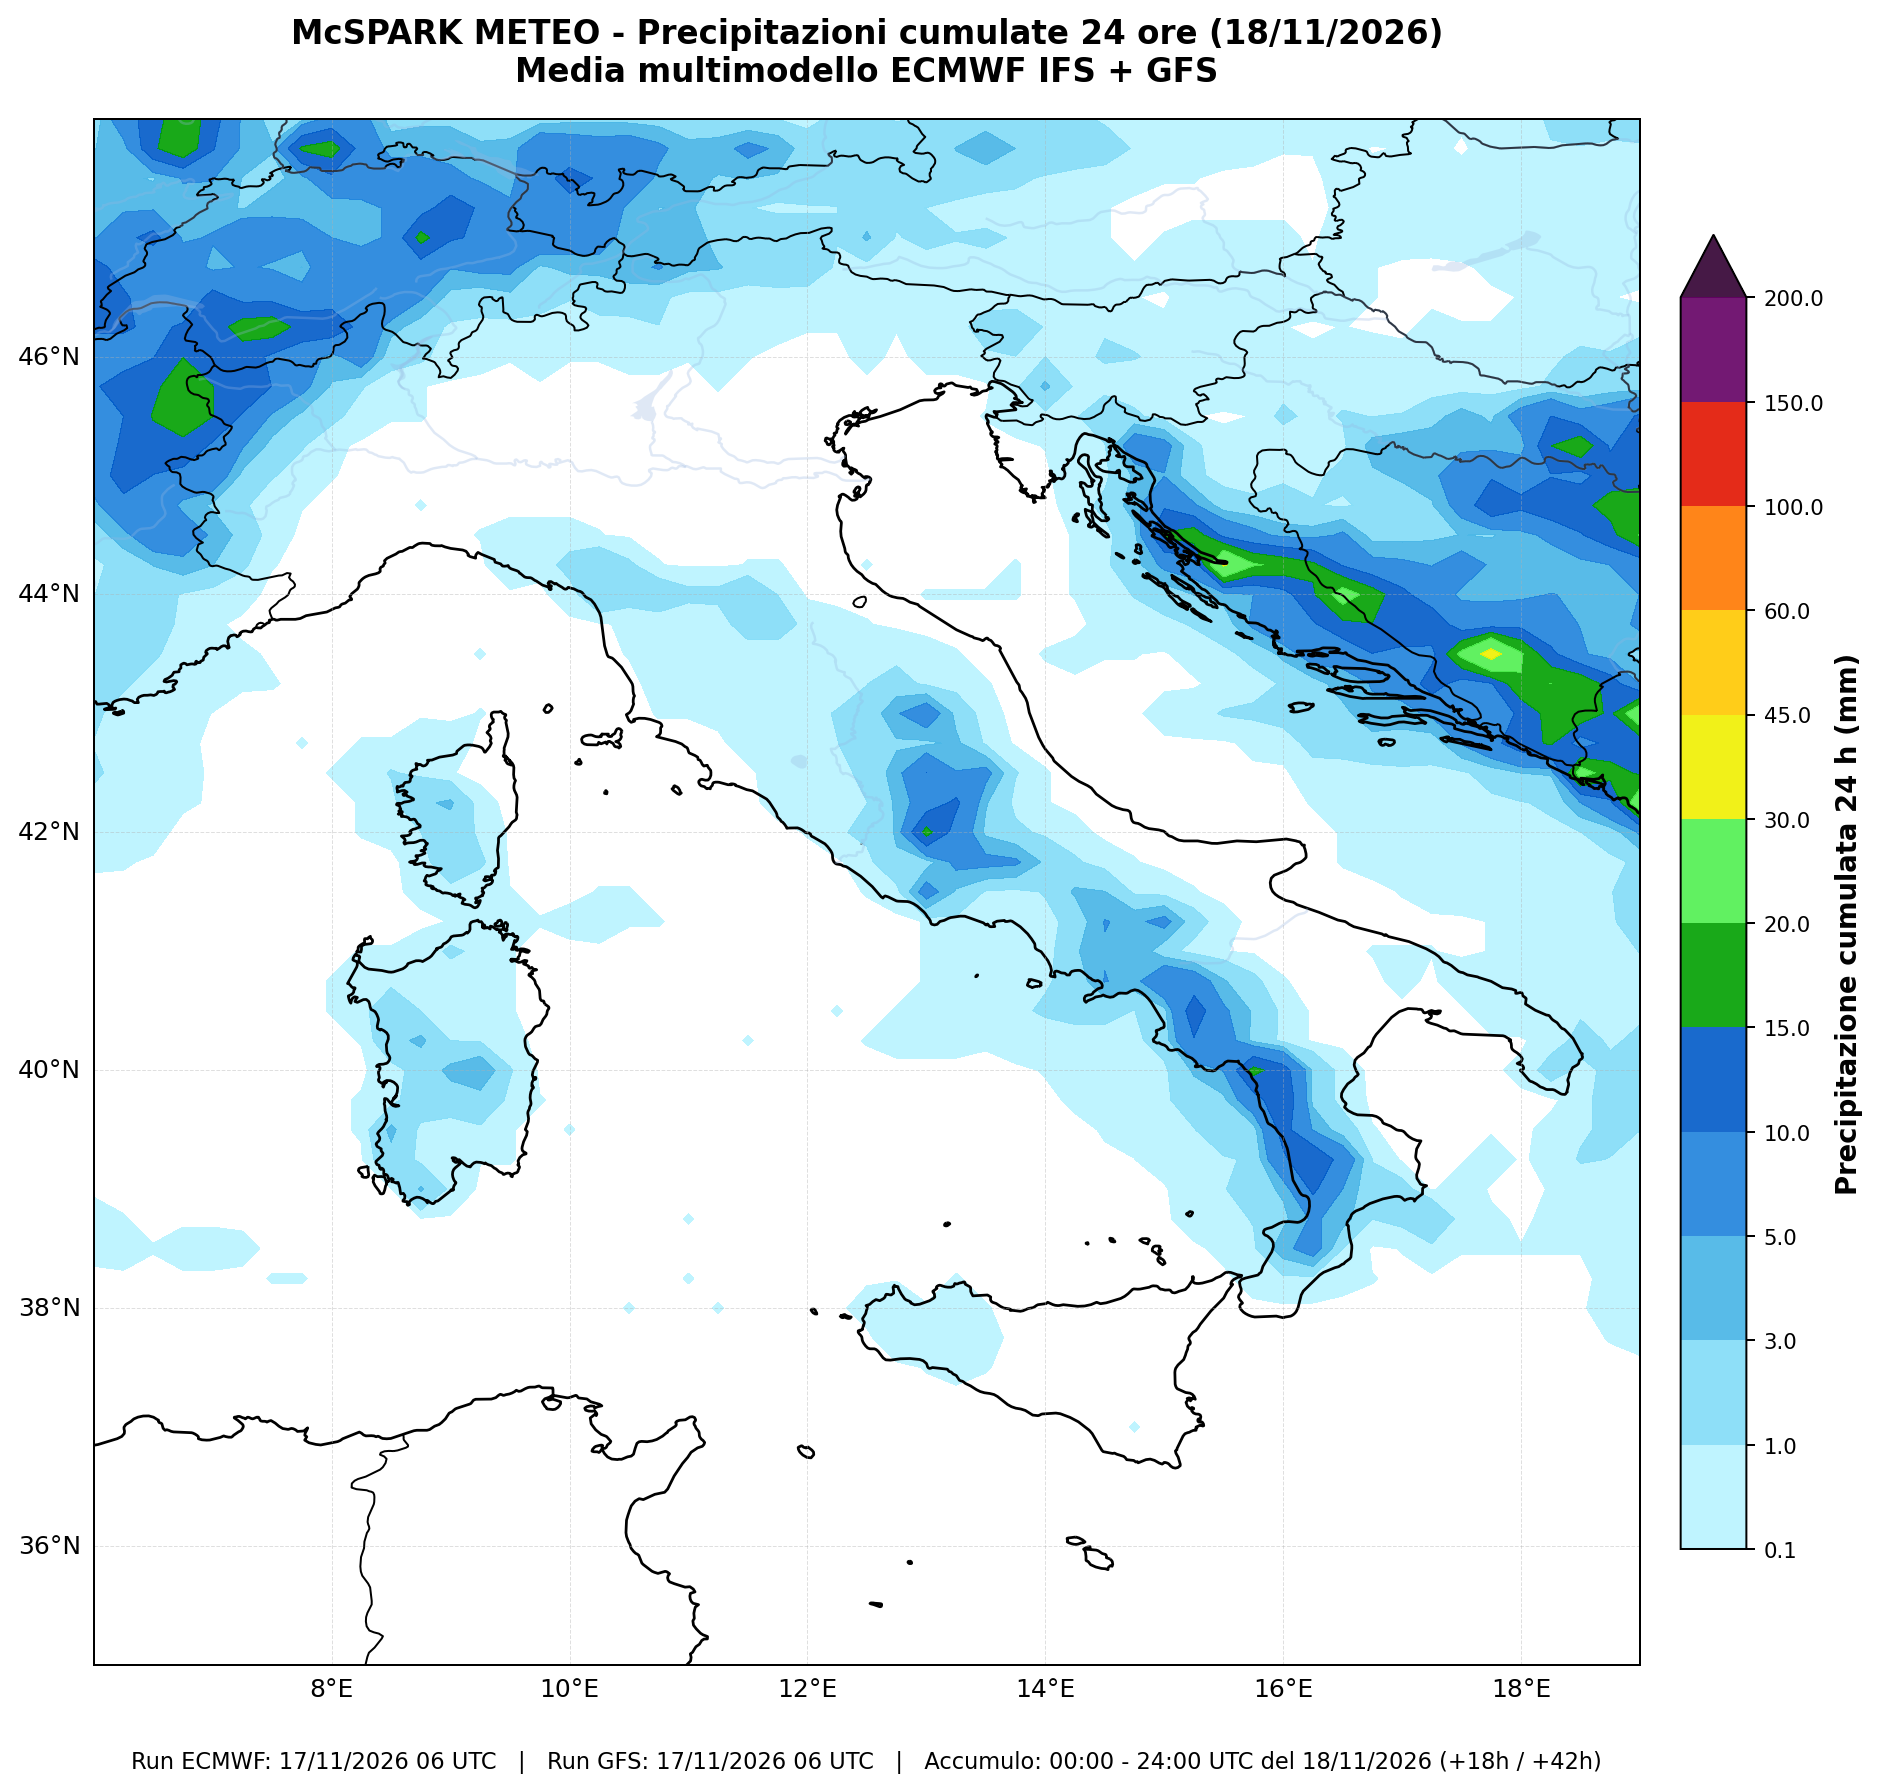 McSPARK METEO - Precipitazioni cumulate 24 ore (18/11/2026)
Media multimodello ECMWF IFS + GFS
46°N
44°N
42°N
40°N
38°N
36°N
8°E
10°E
12°E
14°E
16°E
18°E
200.0
150.0
100.0
60.0
45.0
30.0
20.0
15.0
10.0
5.0
3.0
1.0
0.1
Precipitazione cumulata 24 h (mm)
Run ECMWF: 17/11/2026 06 UTC | Run GFS: 17/11/2026 06 UTC | Accumulo: 00:00 - 24:00 UTC del 18/11/2026 (+18h / +42h)